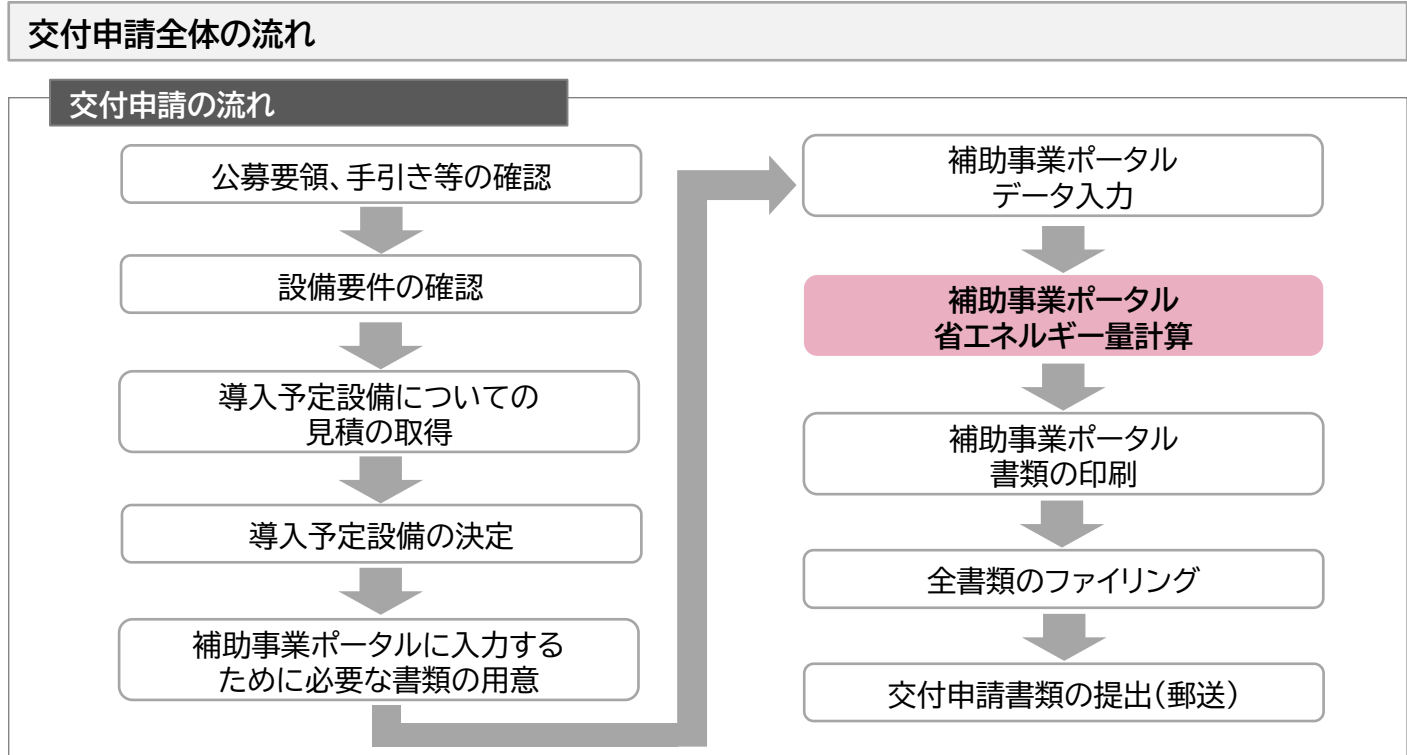 交付申請全体の流れ
交付申請の流れ
公募要領、手引き等の確認
設備要件の確認
導入予定設備についての
見積の取得
導入予定設備の決定
補助事業ポータルに入力する
ために必要な書類の用意
補助事業ポータル
データ入力
補助事業ポータル
省エネルギー量計算
補助事業ポータル
書類の印刷
全書類のファイリング
交付申請書類の提出(郵送)